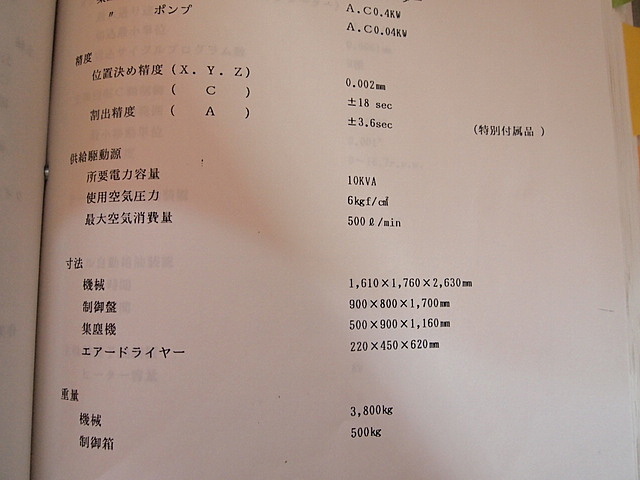 A.C0.4KW
〃 ポンプ A.C0.04KW
精度
位置決め精度 (X.Y.Z) 0.002㎜
( C ) ±18 sec
割出精度 ( A ) ±3.6sec (特別付属品)
供給駆動源
所要電力容量 10KVA
使用空気圧力 6kgf/c㎡
最大空気消費量 500ℓ/min
寸法
機械 1,610×1,760×2,630㎜
制御盤 900×800×1,700㎜
集塵機 500×900×1,160㎜
エアードライヤー 220×450×620㎜
重量
機械 3,800kg
制御箱 500kg